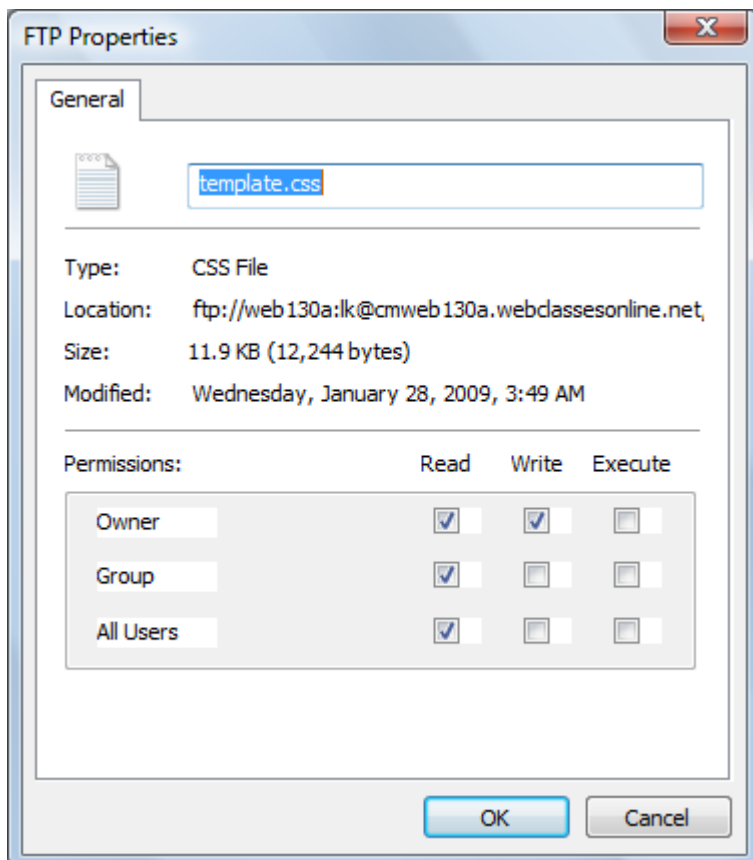 FTP Properties
General
template.css
Type: CSS File
Location: ftp://web130a:lk@cmweb130a.webclassesonline.net,
Size: 11.9 KB (12,244 bytes)
Modified: Wednesday, January 28, 2009, 3:49 AM
Permissions: Read Write Execute
Owner
Group
All Users
OK Cancel